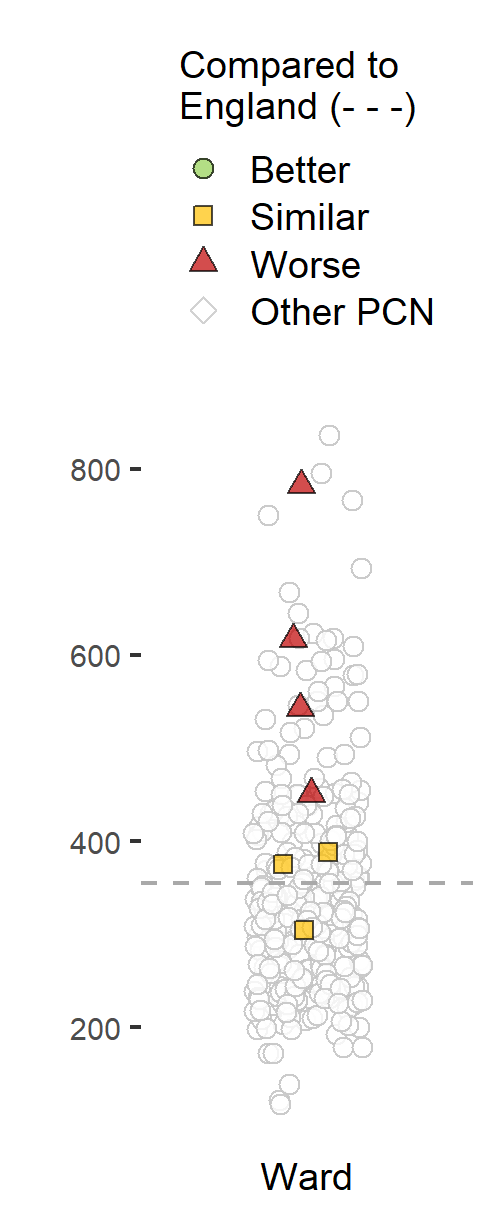 Compared to
England (- - -)
Better
Similar
Worse
Other PCN
800
600
400
200
Ward